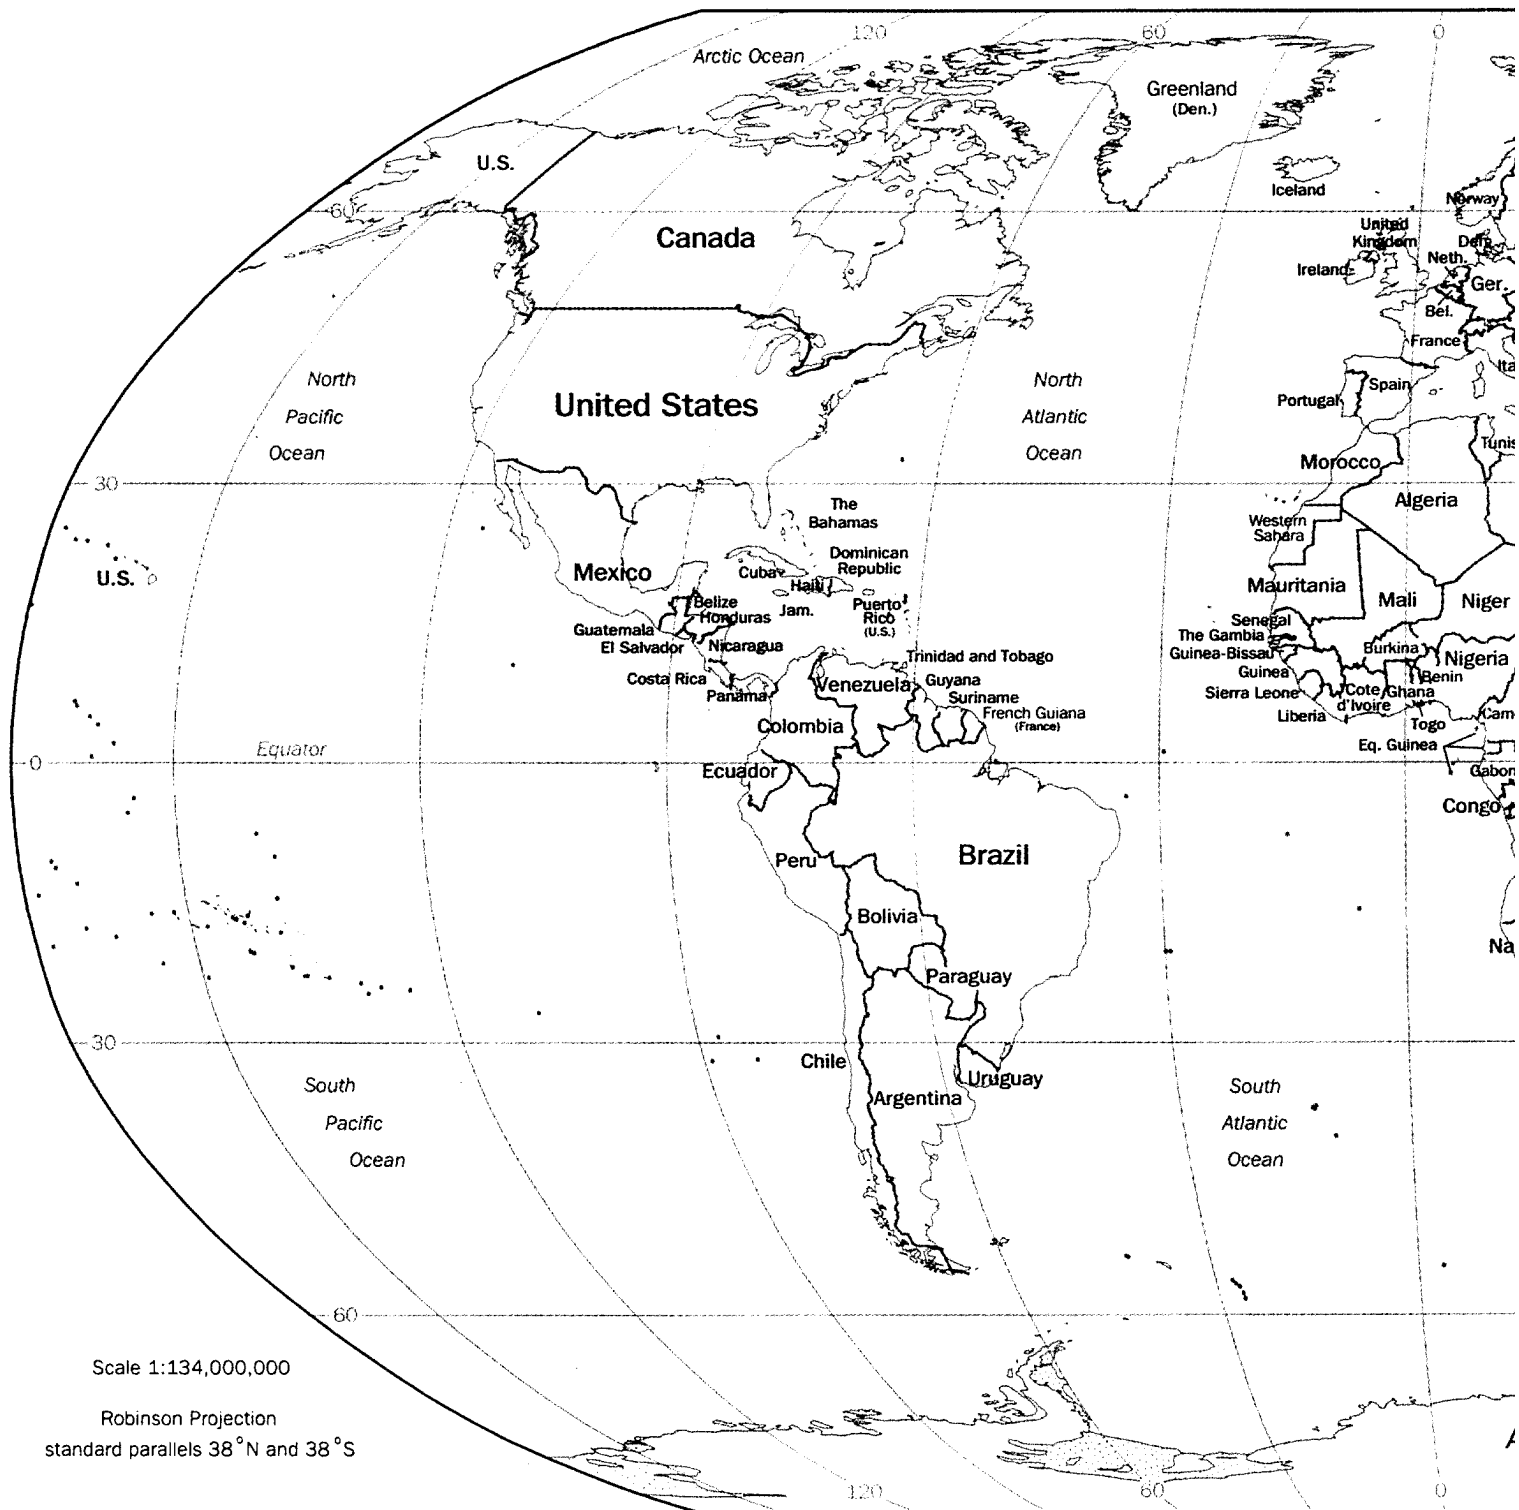 120
60
0
Arctic Ocean
Greenland
(Den.)
U.S.
Iceland
Norway
60
Canada
United
Kingdom
Den.
Neth.
Ireland
Ger.
Bel.
France
Ita
North
Pacific
Ocean
United States
North
Atlantic
Ocean
Spain
Portugal
Tunis
Morocco
30
Algeria
The
Bahamas
Western
Sahara
Dominican
Republic
U.S.
Mexico
Cuba
Haiti
Mauritania
Mali
Niger
Belize
Honduras
Jam.
Puerto
Rico
(U.S.)
Senegal
Guatemala
El Salvador
Nicaragua
The Gambia
Guinea-Bissau
Burkina
Nigeria
Trinidad and Tobago
Costa Rica
Panama
Venezuela
Guyana
Suriname
French Guiana
(France)
Guinea
Benin
Sierra Leone
Cote
d'Ivoire
Ghana
Liberia
Togo
Cam
Colombia
Equator
Eq. Guinea
0
Ecuador
Gabon
Congo
Peru
Brazil
Bolivia
Na
Paraguay
30
Chile
Uruguay
Argentina
South
Pacific
Ocean
South
Atlantic
Ocean
60
Scale 1:134,000,000
Robinson Projection
standard parallels 38°N and 38°S
A
120
60
0